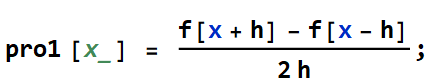 pro1 [x_] = (f[x + h] - f[x - h]) / (2 h) ;